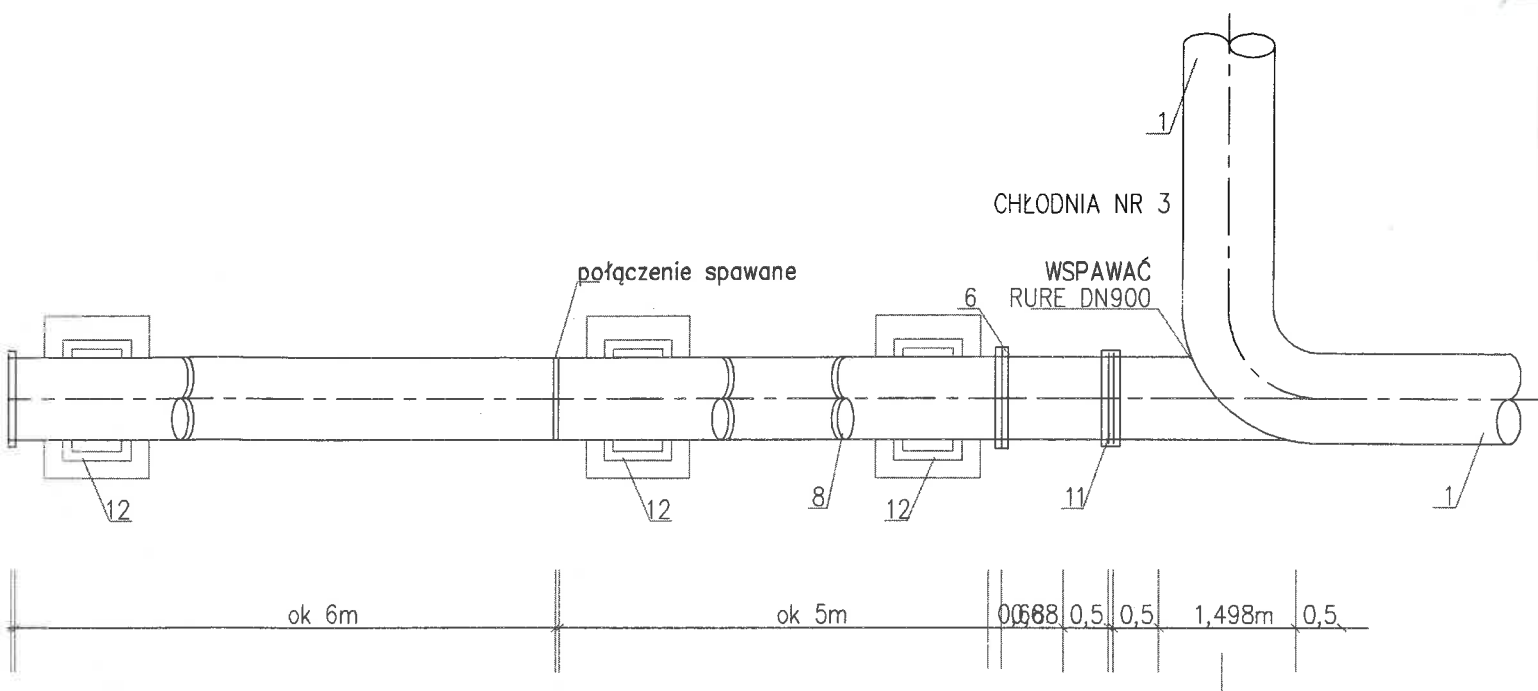 1
CHŁODNIA NR 3
połączenie spawane
WSPAWAĆ
RURE DN900
6
12
12
8
12
11
1
ok 6m
ok 5m
0,5
0,5
1,498m
0,5